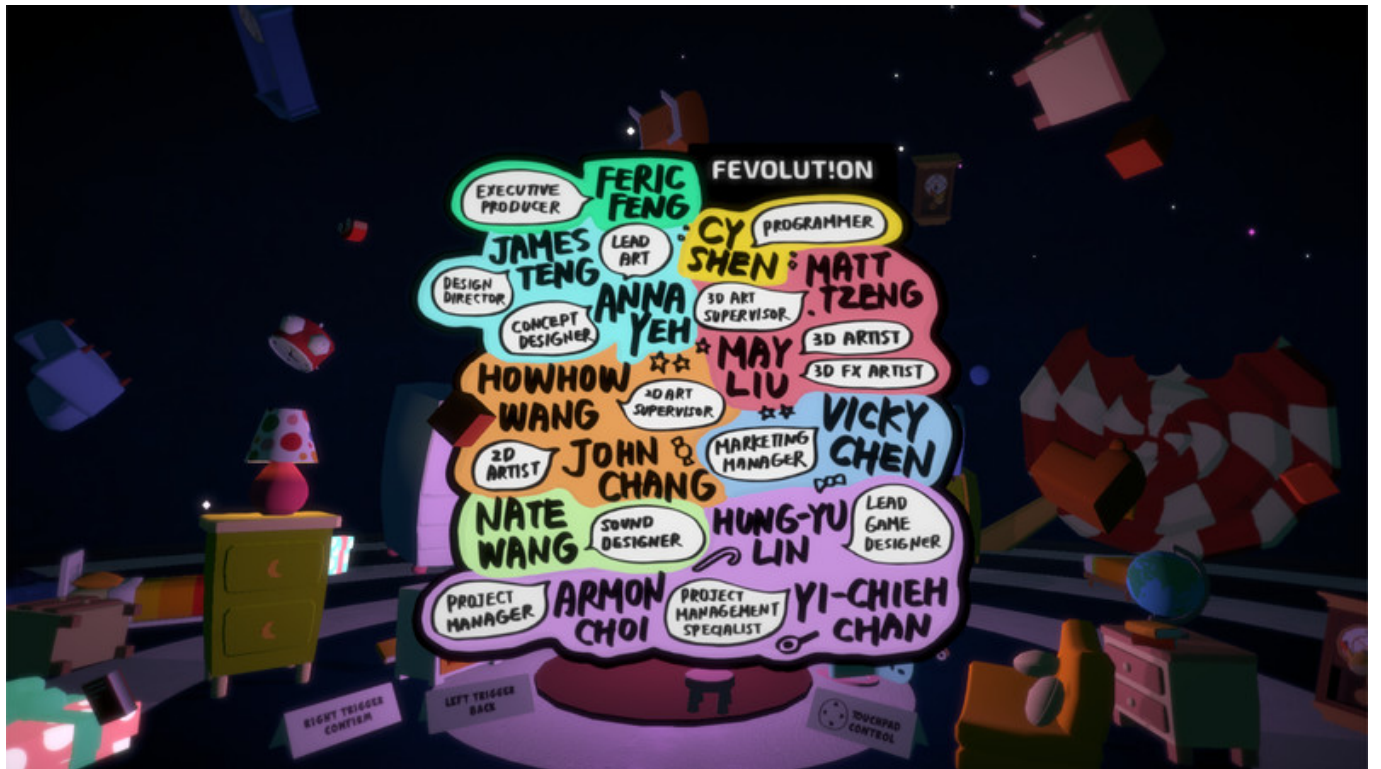 FEVOLUT!ON
EXECUTIVE
PRODUCER
FERIC
FENG
CY
SHEN
PROGRAMMER
JAMES
TENG
LEAD
ART
DESIGN
DIRECTOR
CONCEPT
DESIGNER
ANNA
YEH
MATT
TZENG
3D ART
SUPERVISOR
MAY
LIU
3D ARTIST
3D FX ARTIST
HOWHOW
WANG
2D ART
SUPERVISOR
2D
ARTIST
JOHN
CHANG
MARKETING
MANAGER
VICKY
CHEN
NATE
WANG
SOUND
DESIGNER
HUNG-YU
LIN
LEAD
GAME
DESIGNER
PROJECT
MANAGER
ARMON
CHOI
PROJECT
MANAGEMENT
SPECIALIST
YI-CHIEH
CHAN
RIGHT TRIGGER
CONFIRM
LEFT TRIGGER
BACK
TOUCHPAD
CONTROL